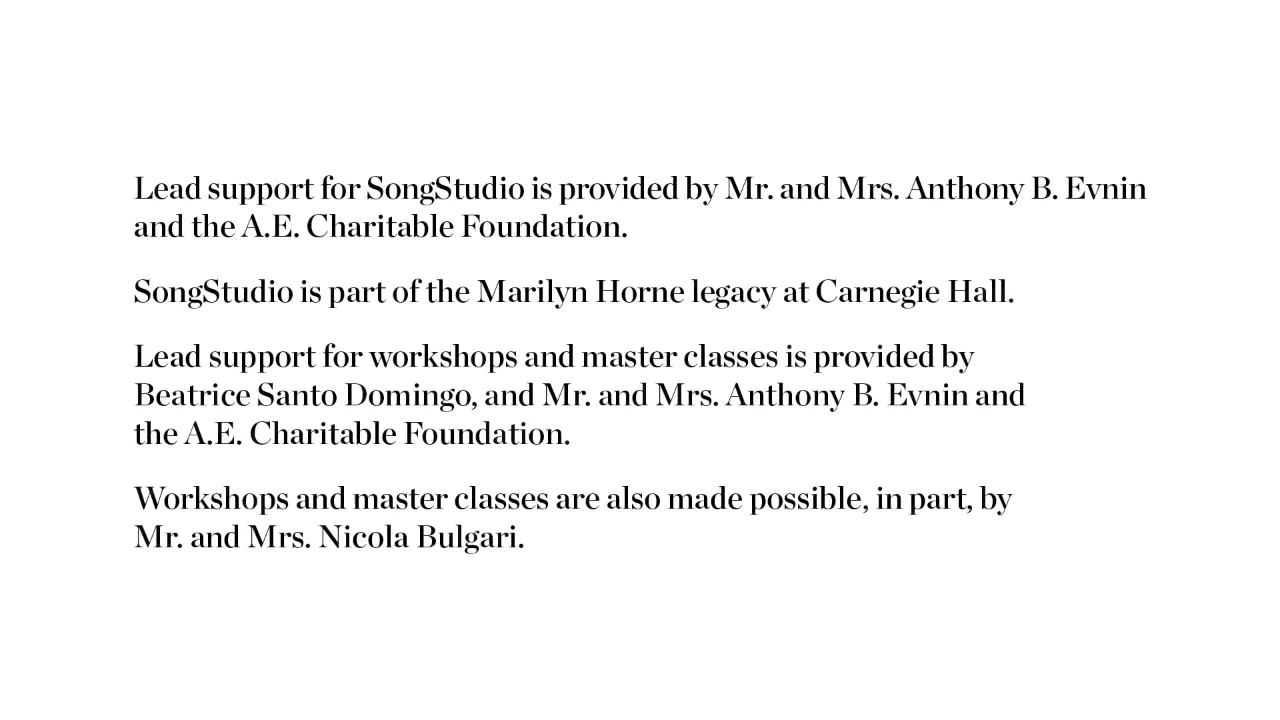 Lead support for SongStudio is provided by Mr. and Mrs. Anthony B. Evnin
and the A.E. Charitable Foundation.
SongStudio is part of the Marilyn Horne legacy at Carnegie Hall.
Lead support for workshops and master classes is provided by
Beatrice Santo Domingo, and Mr. and Mrs. Anthony B. Evnin and
the A.E. Charitable Foundation.
Workshops and master classes are also made possible, in part, by
Mr. and Mrs. Nicola Bulgari.